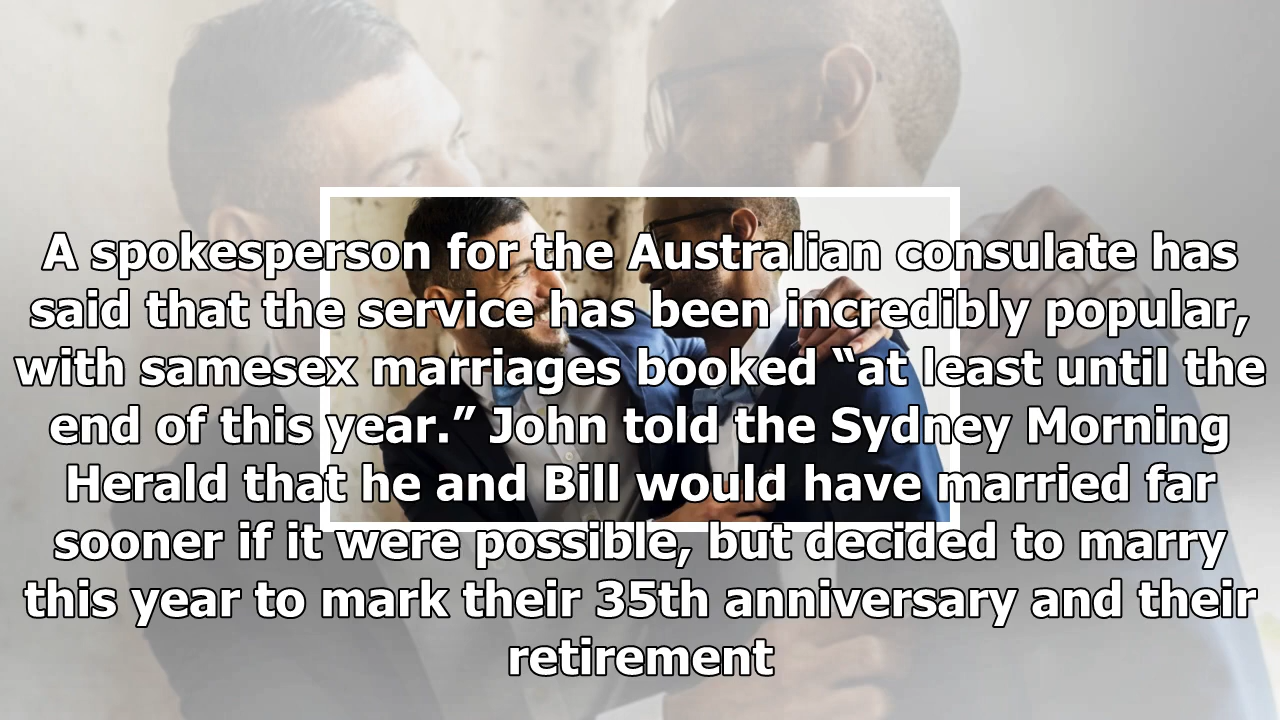 A spokesperson for the Australian consulate has
said that the service has been incredibly popular,
with samesex marriages booked “at least until the
end of this year.” John told the Sydney Morning
Herald that he and Bill would have married far
sooner if it were possible, but decided to marry
this year to mark their 35th anniversary and their
retirement